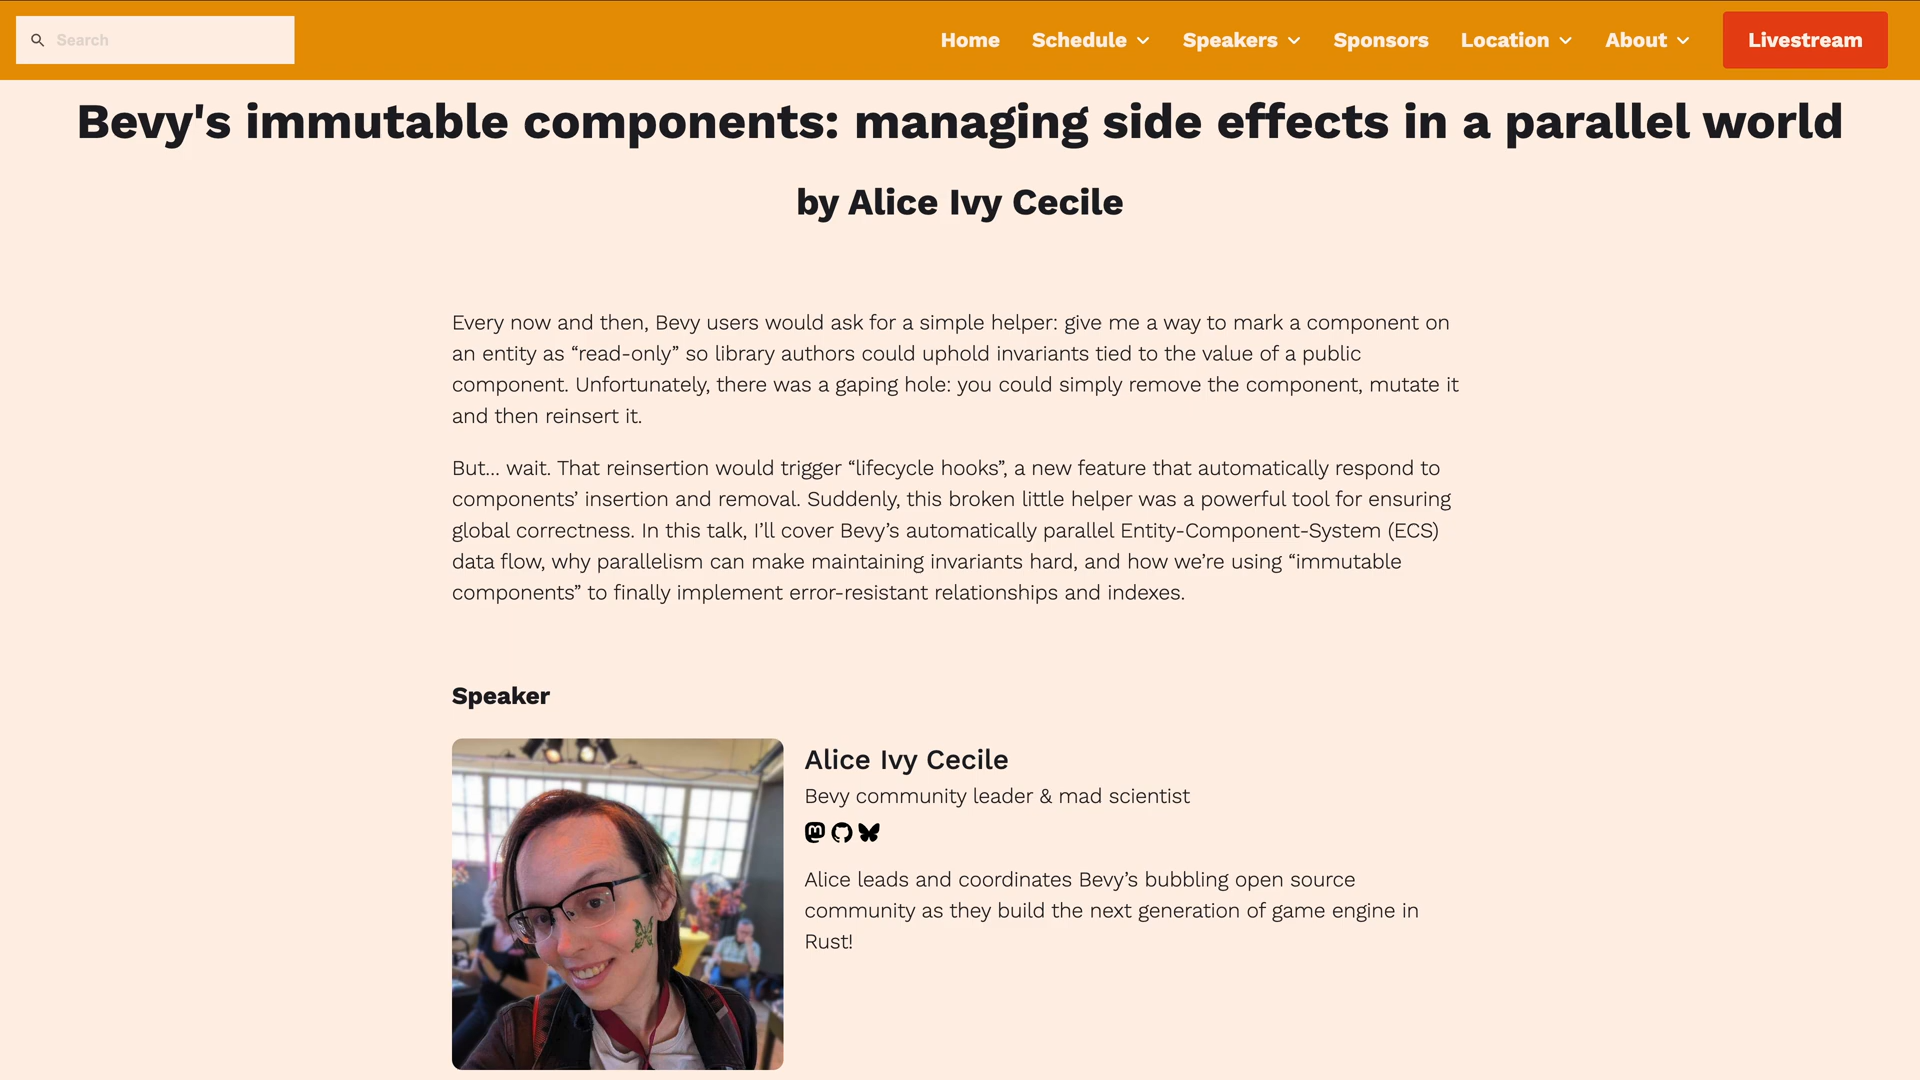 Search
Home Schedule Speakers Sponsors Location About Livestream
Bevy's immutable components: managing side effects in a parallel world
by Alice Ivy Cecile
Every now and then, Bevy users would ask for a simple helper: give me a way to mark a component on
an entity as “read-only” so library authors could uphold invariants tied to the value of a public
component. Unfortunately, there was a gaping hole: you could simply remove the component, mutate it
and then reinsert it.
But… wait. That reinsertion would trigger “lifecycle hooks”, a new feature that automatically respond to
components’ insertion and removal. Suddenly, this broken little helper was a powerful tool for ensuring
global correctness. In this talk, I’ll cover Bevy’s automatically parallel Entity-Component-System (ECS)
data flow, why parallelism can make maintaining invariants hard, and how we’re using “immutable
components” to finally implement error-resistant relationships and indexes.
Speaker
Alice Ivy Cecile
Bevy community leader & mad scientist
Alice leads and coordinates Bevy’s bubbling open source
community as they build the next generation of game engine in
Rust!